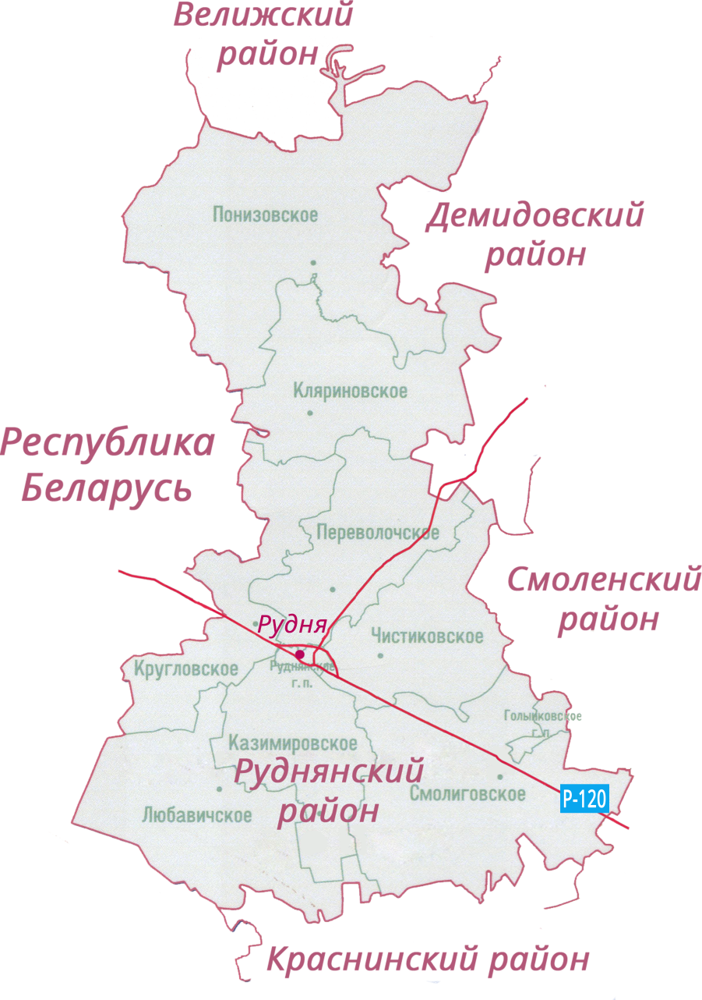 Велижский
район
Понизовское
Демидовский
район
Кляриновское
Республика
Беларусь
Переволочское
Смоленский
район
Рудня
Чистиковское
Кругловское
Руднянское
г.п.
Голынковское
г.п.
Казимировское
Руднянский
район
Смолиговское
Р-120
Любавичское
Краснинский район